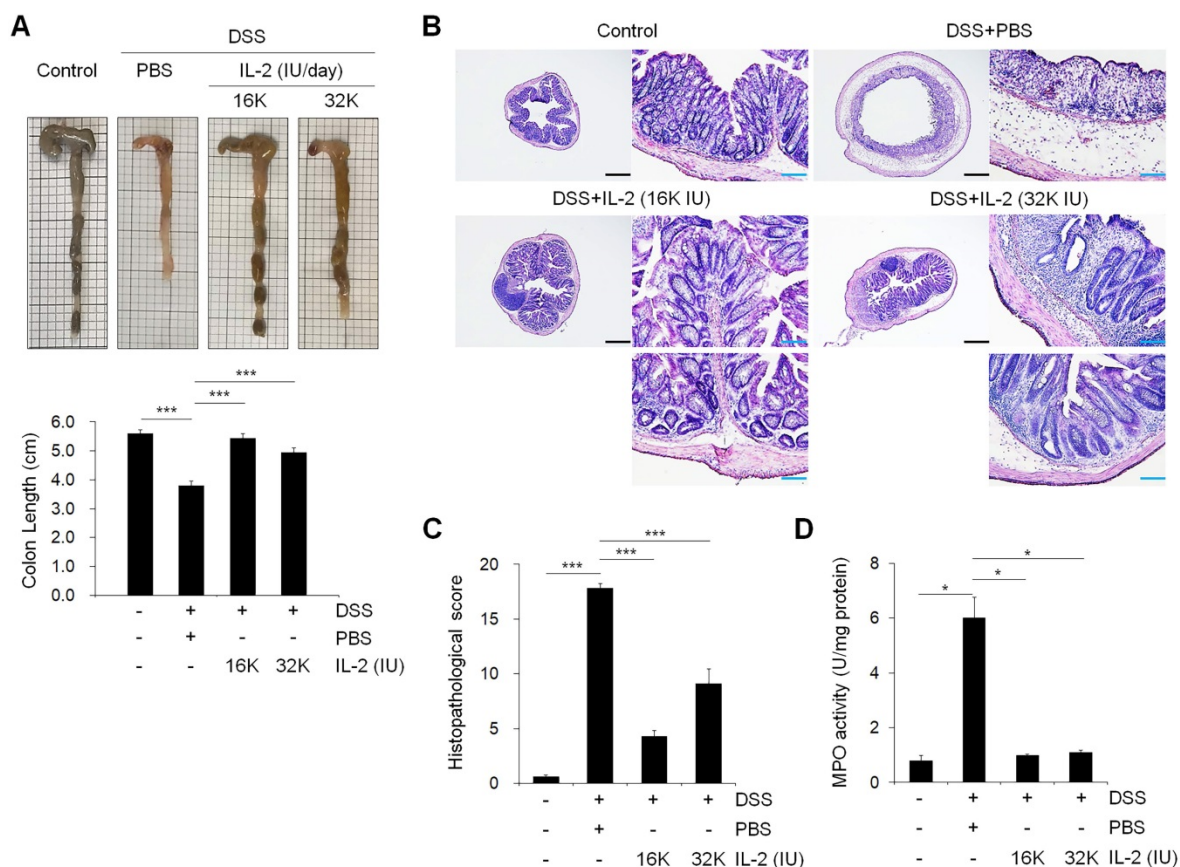 A
DSS
Control PBS IL-2 (IU/day)
16K 32K
***
***
***
Colon Length (cm)
6.0
5.0
4.0
3.0
2.0
1.0
0.0
- + + + DSS
- + - - PBS
- - 16K 32K IL-2 (IU)
B
Control DSS+PBS
DSS+IL-2 (16K IU) DSS+IL-2 (32K IU)
C
***
***
***
Histopathological score
20
15
10
5
0
- + + + DSS
- + - - PBS
- - 16K 32K IL-2 (IU)
D
*
*
*
MPO activity (U/mg protein)
8
6
4
2
0
- + + + DSS
- + - - PBS
- - 16K 32K IL-2 (IU)